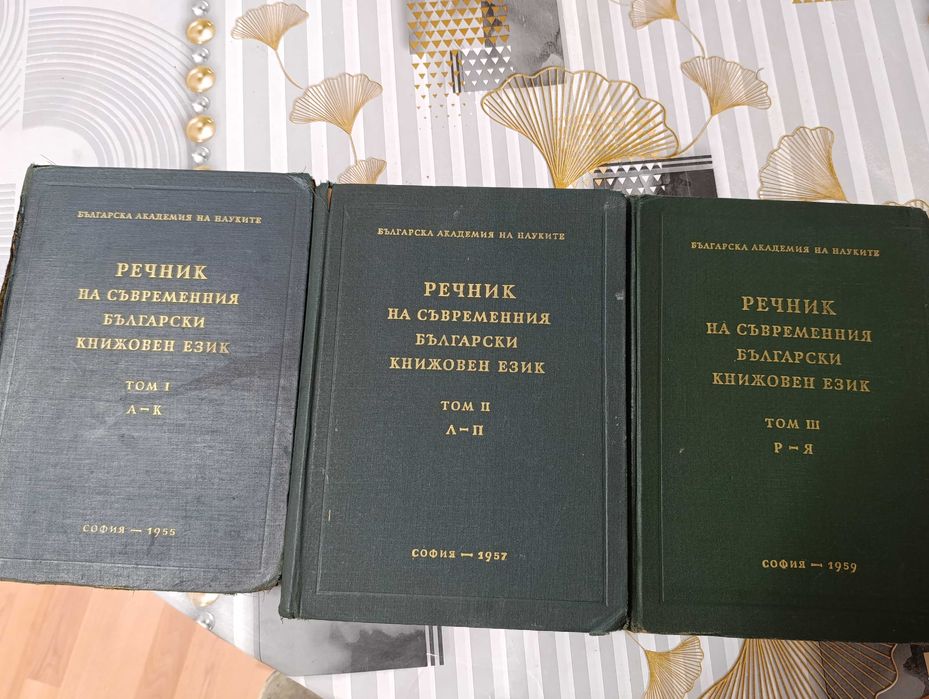 БЪЛГАРСКА АКАДЕМИЯ НА НАУКИТЕ
РЕЧНИК
НА СЪВРЕМЕННИЯ
БЪЛГАРСКИ
КНИЖОВЕН ЕЗИК
ТОМ I
А–К
СОФИЯ — 1955
БЪЛГАРСКА АКАДЕМИЯ НА НАУКИТЕ
РЕЧНИК
НА СЪВРЕМЕННИЯ
БЪЛГАРСКИ
КНИЖОВЕН ЕЗИК
ТОМ II
Л–П
СОФИЯ — 1957
БЪЛГАРСКА АКАДЕМИЯ НА НАУКИТЕ
РЕЧНИК
НА СЪВРЕМЕННИЯ
БЪЛГАРСКИ
КНИЖОВЕН ЕЗИК
ТОМ III
Р–Я
СОФИЯ — 1959